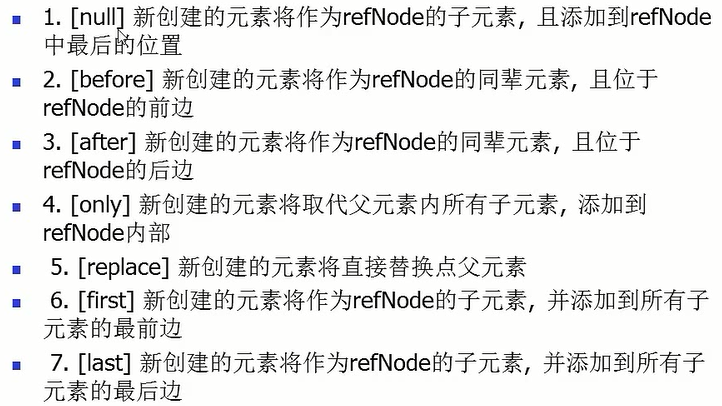 1. [null] 新创建的元素将作为refNode的子元素，且添加到refNode
中最后的位置
2. [before] 新创建的元素将作为refNode的同辈元素，且位于
refNode的前边
3. [after] 新创建的元素将作为refNode的同辈元素，且位于
refNode的后边
4. [only] 新创建的元素将取代父元素内所有子元素，添加到
refNode内部
5. [replace] 新创建的元素将直接替换点父元素
6. [first] 新创建的元素将作为refNode的子元素，并添加到所有子
元素的最前边
7. [last] 新创建的元素将作为refNode的子元素，并添加到所有子
元素的最后边